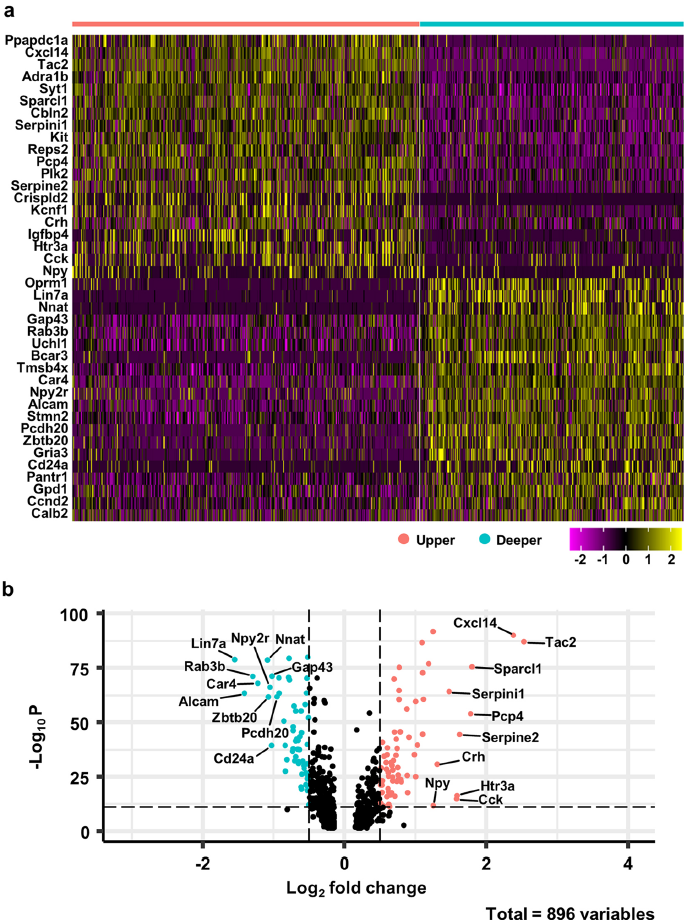 a
Ppapdc1a
Cxcl14
Tac2
Adra1b
Syt1
Sparcl1
Cbln2
Serpini1
Kit
Reps2
Pcp4
Plk2
Serpine2
Crispld2
Kcnf1
Crh
Igfbp4
Htr3a
Cck
Npy
Oprm1
Lin7a
Nnat
Gap43
Rab3b
Uchl1
Bcar3
Tmsb4x
Car4
Npy2r
Alcam
Stmn2
Pcdh20
Zbtb20
Gria3
Cd24a
Pantr1
Gpd1
Ccnd2
Calb2
Upper Deeper
-2 -1 0 1 2
b
100
75
50
25
0
-Log10 P
Cxcl14
Tac2
Npy2r Nnat
Lin7a
Sparcl1
Rab3b Gap43
Car4
Serpini1
Alcam
Pcp4
Zbtb20
Pcdh20
Serpine2
Cd24a
Crh
Npy
Htr3a
Cck
-2 0 2 4
Log2 fold change
Total = 896 variables